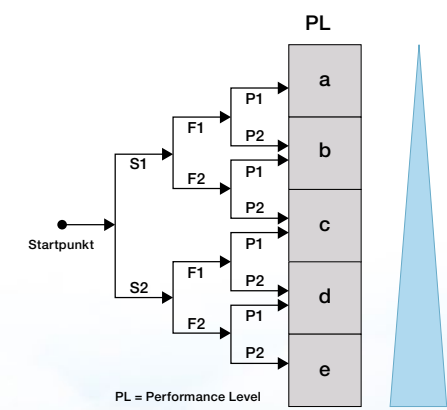 PL
a
P1
F1
P2
b
S1
P1
F2
P2
c
Startpunkt
P1
F1
S2
P2
d
P1
F2
P2
e
PL = Performance Level